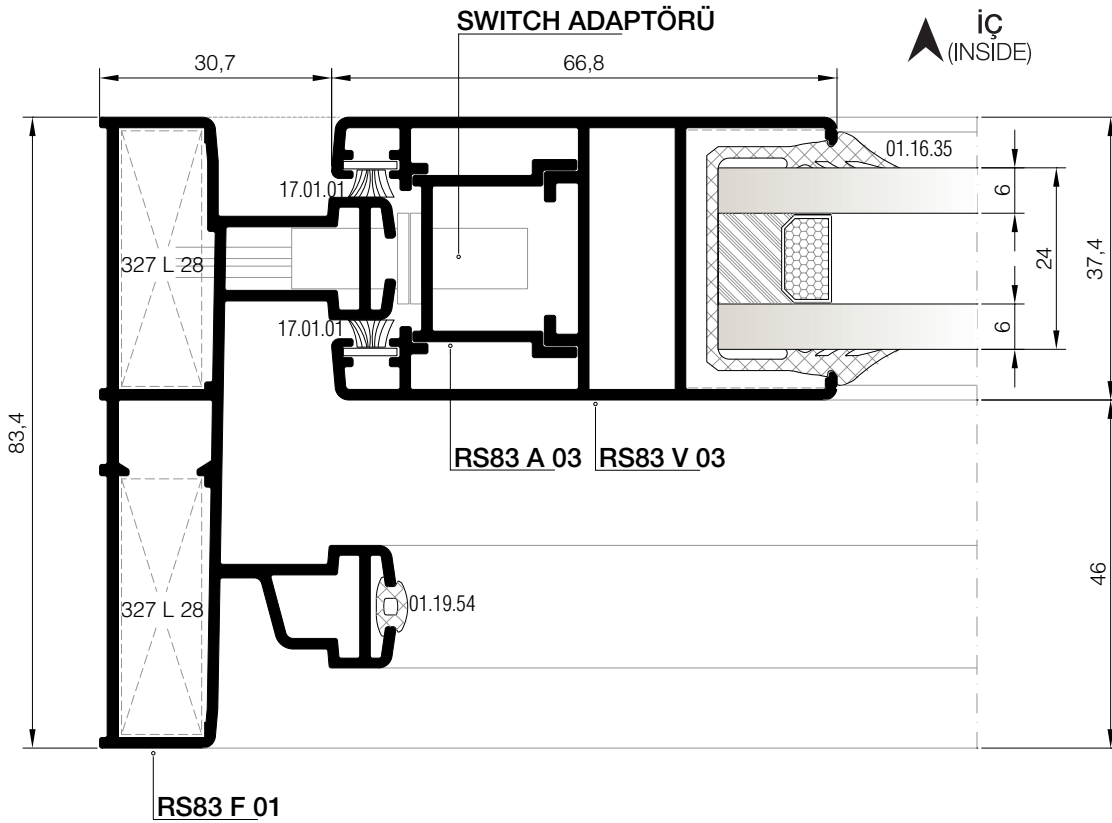 SWITCH ADAPTÖRÜ
İÇ
(INSIDE)
30,7
66,8
01.16.35
17.01.01
6
327 L 28
24
37,4
17.01.01
6
83,4
RS83 A 03
RS83 V 03
46
327 L 28
01.19.54
RS83 F 01